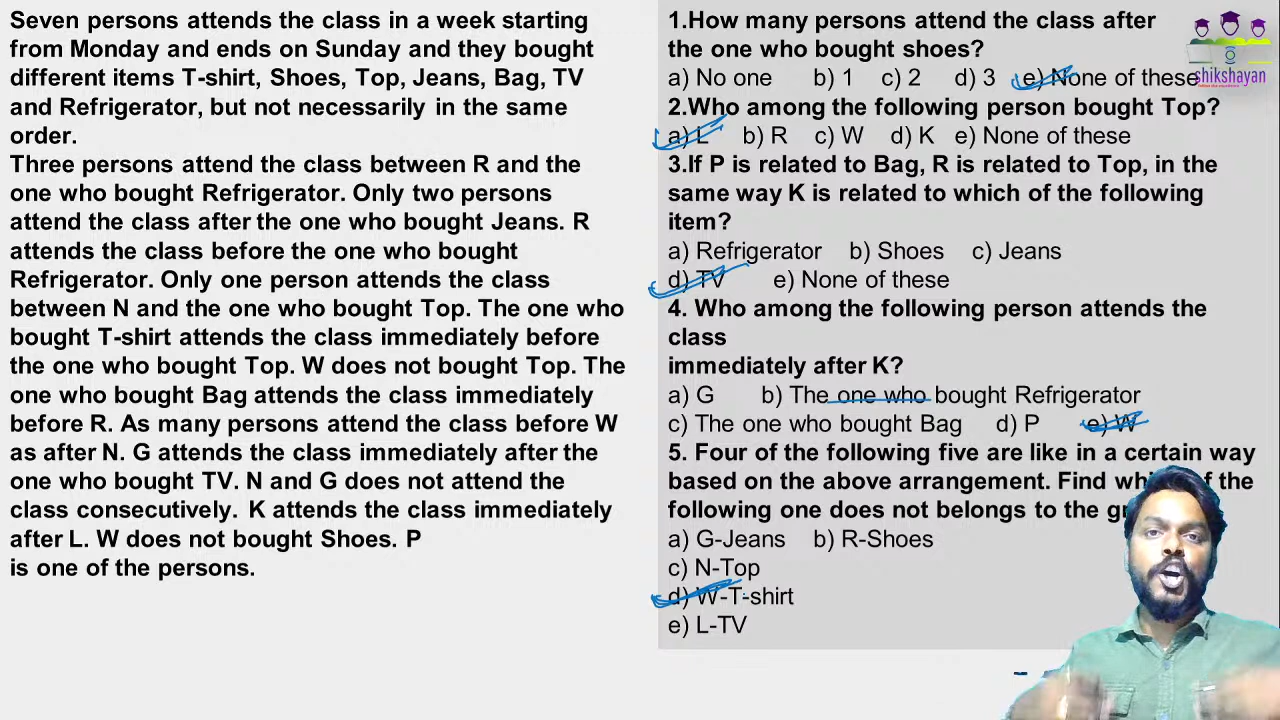 Seven persons attends the class in a week starting
from Monday and ends on Sunday and they bought
different items T-shirt, Shoes, Top, Jeans, Bag, TV
and Refrigerator, but not necessarily in the same
order.
Three persons attend the class between R and the
one who bought Refrigerator. Only two persons
attend the class after the one who bought Jeans. R
attends the class before the one who bought
Refrigerator. Only one person attends the class
between N and the one who bought Top. The one who
bought T-shirt attends the class immediately before
the one who bought Top. W does not bought Top. The
one who bought Bag attends the class immediately
before R. As many persons attend the class before W
as after N. G attends the class immediately after the
one who bought TV. N and G does not attend the
class consecutively. K attends the class immediately
after L. W does not bought Shoes. P
is one of the persons.
1.How many persons attend the class after
the one who bought shoes?
a) No one b) 1 c) 2 d) 3 e) None of these
2.Who among the following person bought Top?
a) L b) R c) W d) K e) None of these
3.If P is related to Bag, R is related to Top, in the
same way K is related to which of the following
item?
a) Refrigerator b) Shoes c) Jeans
d) TV e) None of these
4. Who among the following person attends the
class
immediately after K?
a) G b) The one who bought Refrigerator
c) The one who bought Bag d) P e) W
5. Four of the following five are like in a certain way
based on the above arrangement. Find the
following one does not belongs to the
a) G-Jeans b) R-Shoes
c) N-Top
d) W-T-shirt
e) L-TV
shikshayan